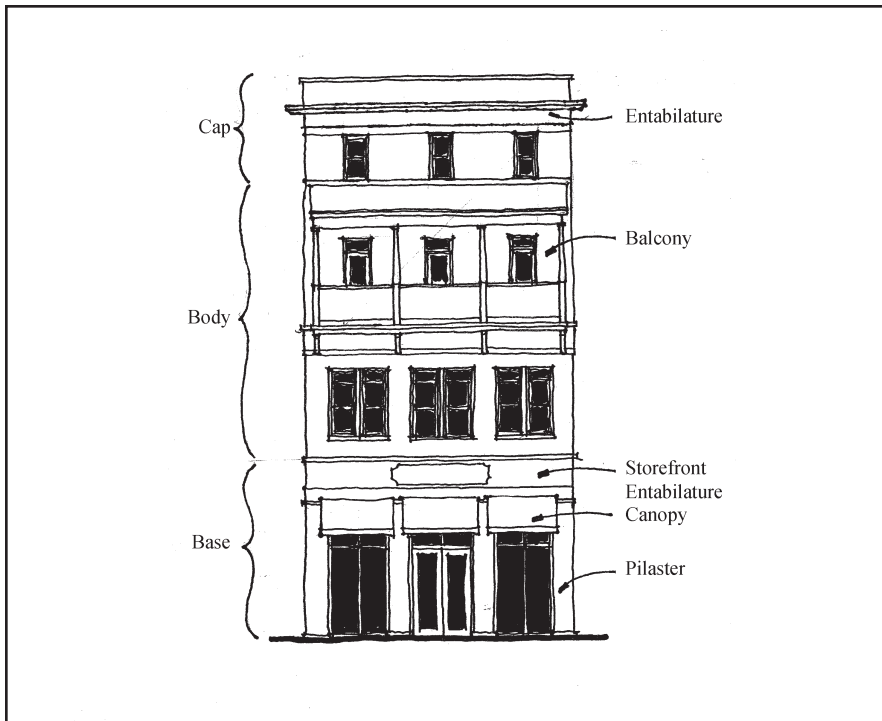 Cap
Entabilature
Balcony
Body
Storefront
Entabilature
Canopy
Base
Pilaster